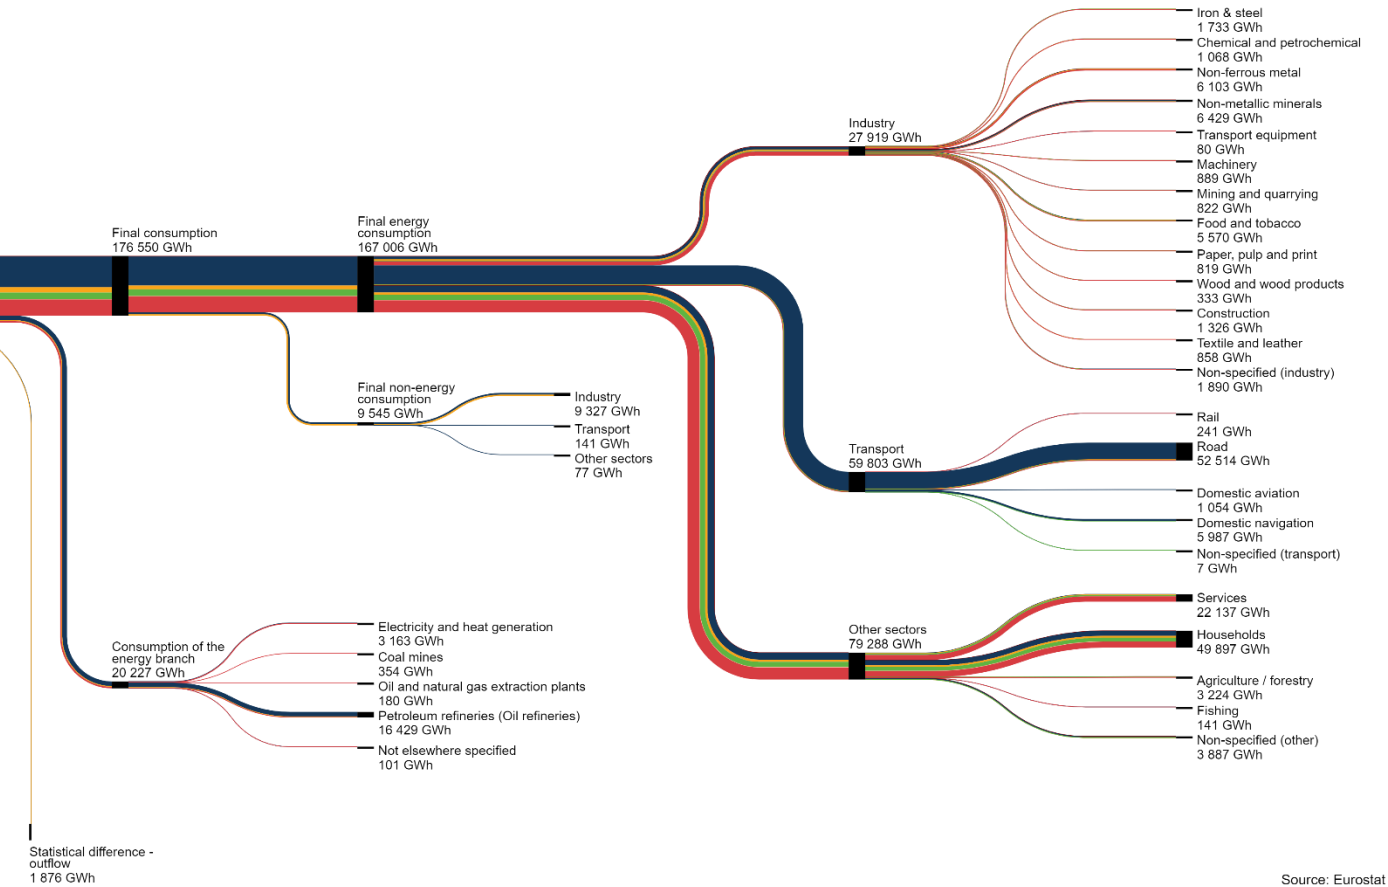 Iron & steel
1 733 GWh
Chemical and petrochemical
1 068 GWh
Non-ferrous metal
6 103 GWh
Non-metallic minerals
6 429 GWh
Transport equipment
80 GWh
Machinery
889 GWh
Mining and quarrying
822 GWh
Food and tobacco
5 570 GWh
Paper, pulp and print
819 GWh
Wood and wood products
333 GWh
Construction
1 326 GWh
Textile and leather
858 GWh
Non-specified (industry)
1 890 GWh
Industry
27 919 GWh
Final consumption
176 550 GWh
Final energy
consumption
167 006 GWh
Final non-energy
consumption
9 545 GWh
Industry
9 327 GWh
Transport
141 GWh
Other sectors
77 GWh
Transport
59 803 GWh
Rail
241 GWh
Road
52 514 GWh
Domestic aviation
1 054 GWh
Domestic navigation
5 987 GWh
Non-specified (transport)
7 GWh
Other sectors
79 288 GWh
Services
22 137 GWh
Households
49 897 GWh
Agriculture / forestry
3 224 GWh
Fishing
141 GWh
Non-specified (other)
3 887 GWh
Consumption of the
energy branch
20 227 GWh
Electricity and heat generation
3 163 GWh
Coal mines
354 GWh
Oil and natural gas extraction plants
180 GWh
Petroleum refineries (Oil refineries)
16 429 GWh
Not elsewhere specified
101 GWh
Statistical difference -
outflow
1 876 GWh
Source: Eurostat